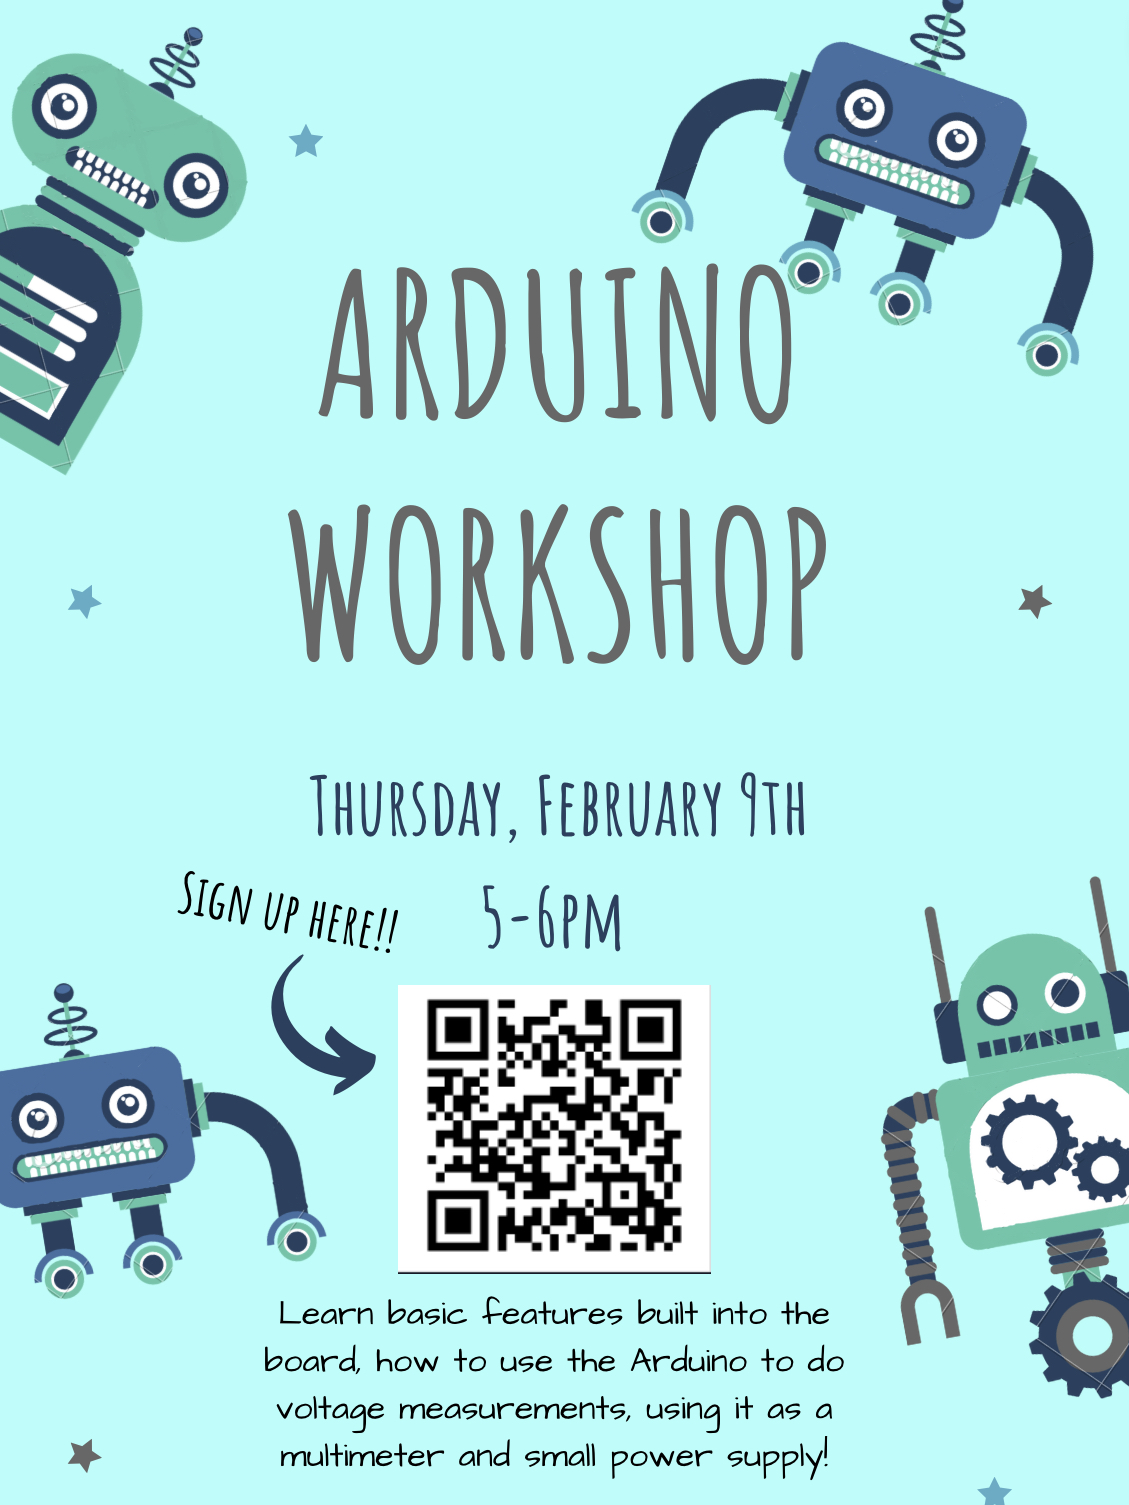 ARDUINO
WORKSHOP
THURSDAY, FEBRUARY 9TH
SIGN UP HERE!!
5-6PM
Learn basic features built into the
board, how to use the Arduino to do
voltage measurements, using it as a
multimeter and small power supply!